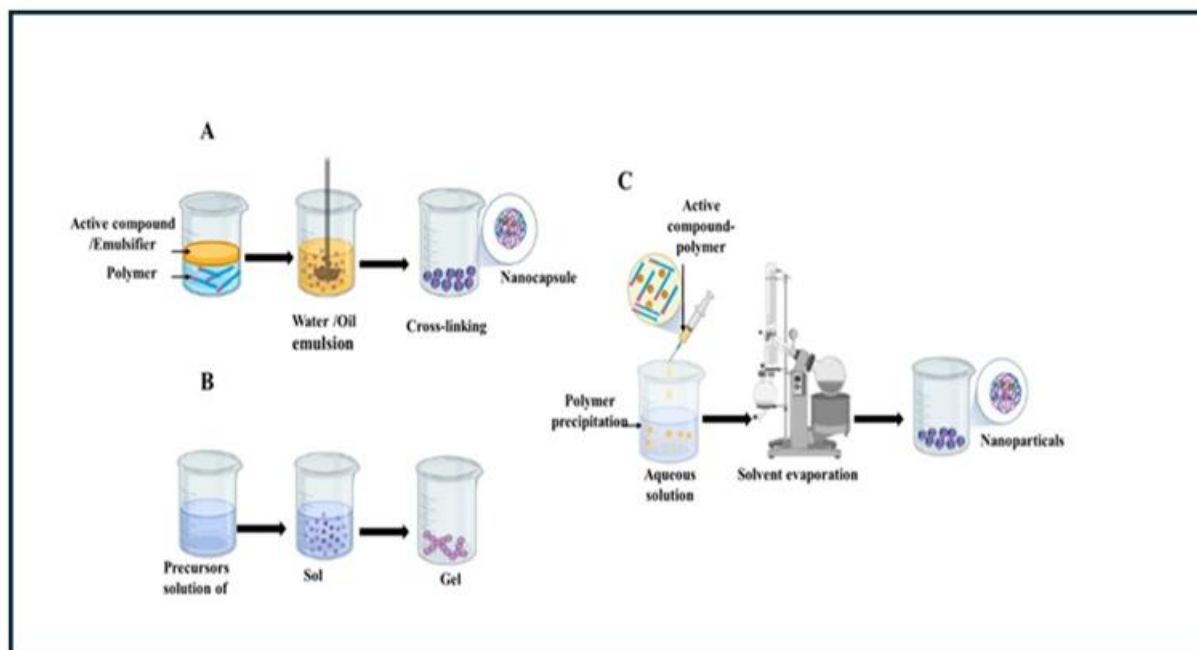 A
Active compound
/Emulsifier
Polymer
Water /Oil
emulsion
Cross-linking
Nanocapsule
B
Precursors
solution of
Sol
Gel
C
Active
compound-
polymer
Polymer
precipitation
Aqueous
solution
Solvent evaporation
Nanoparticals